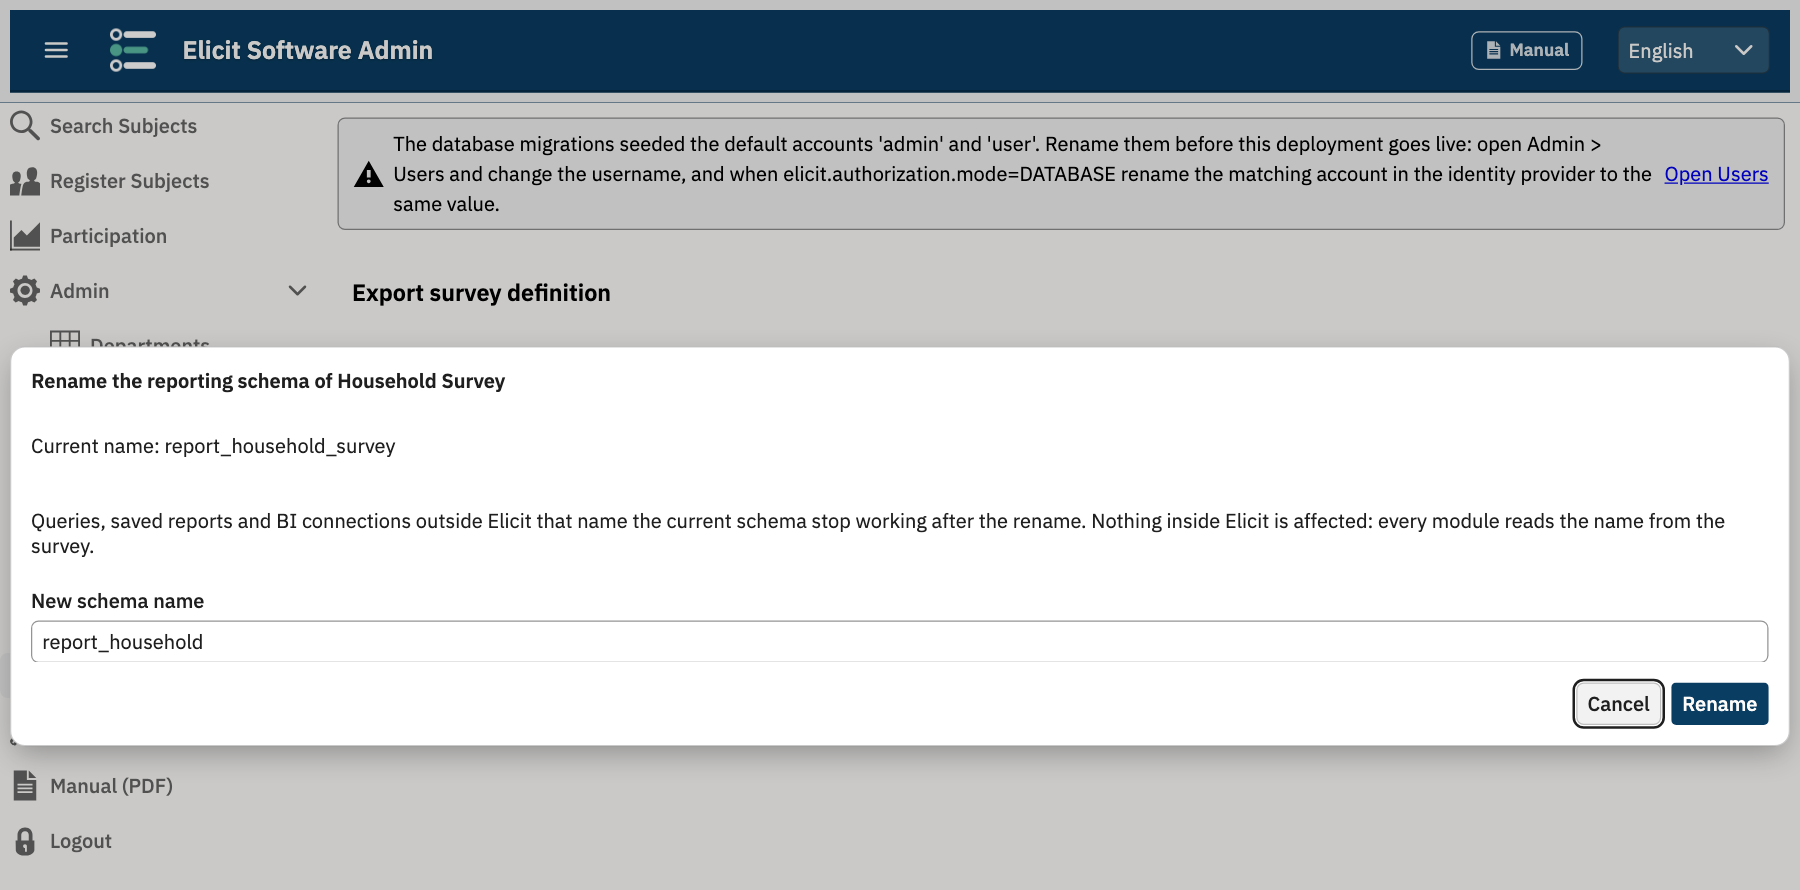 Elicit Software Admin
Manual
English
Search Subjects
Register Subjects
Participation
Admin
Departments
The database migrations seeded the default accounts 'admin' and 'user'. Rename them before this deployment goes live: open Admin >
Users and change the username, and when elicit.authorization.mode=DATABASE rename the matching account in the identity provider to the
same value.
Open Users
Export survey definition
Rename the reporting schema of Household Survey
Current name: report_household_survey
Queries, saved reports and BI connections outside Elicit that name the current schema stop working after the rename. Nothing inside Elicit is affected: every module reads the name from the
survey.
New schema name
report_household
Cancel
Rename
Manual (PDF)
Logout